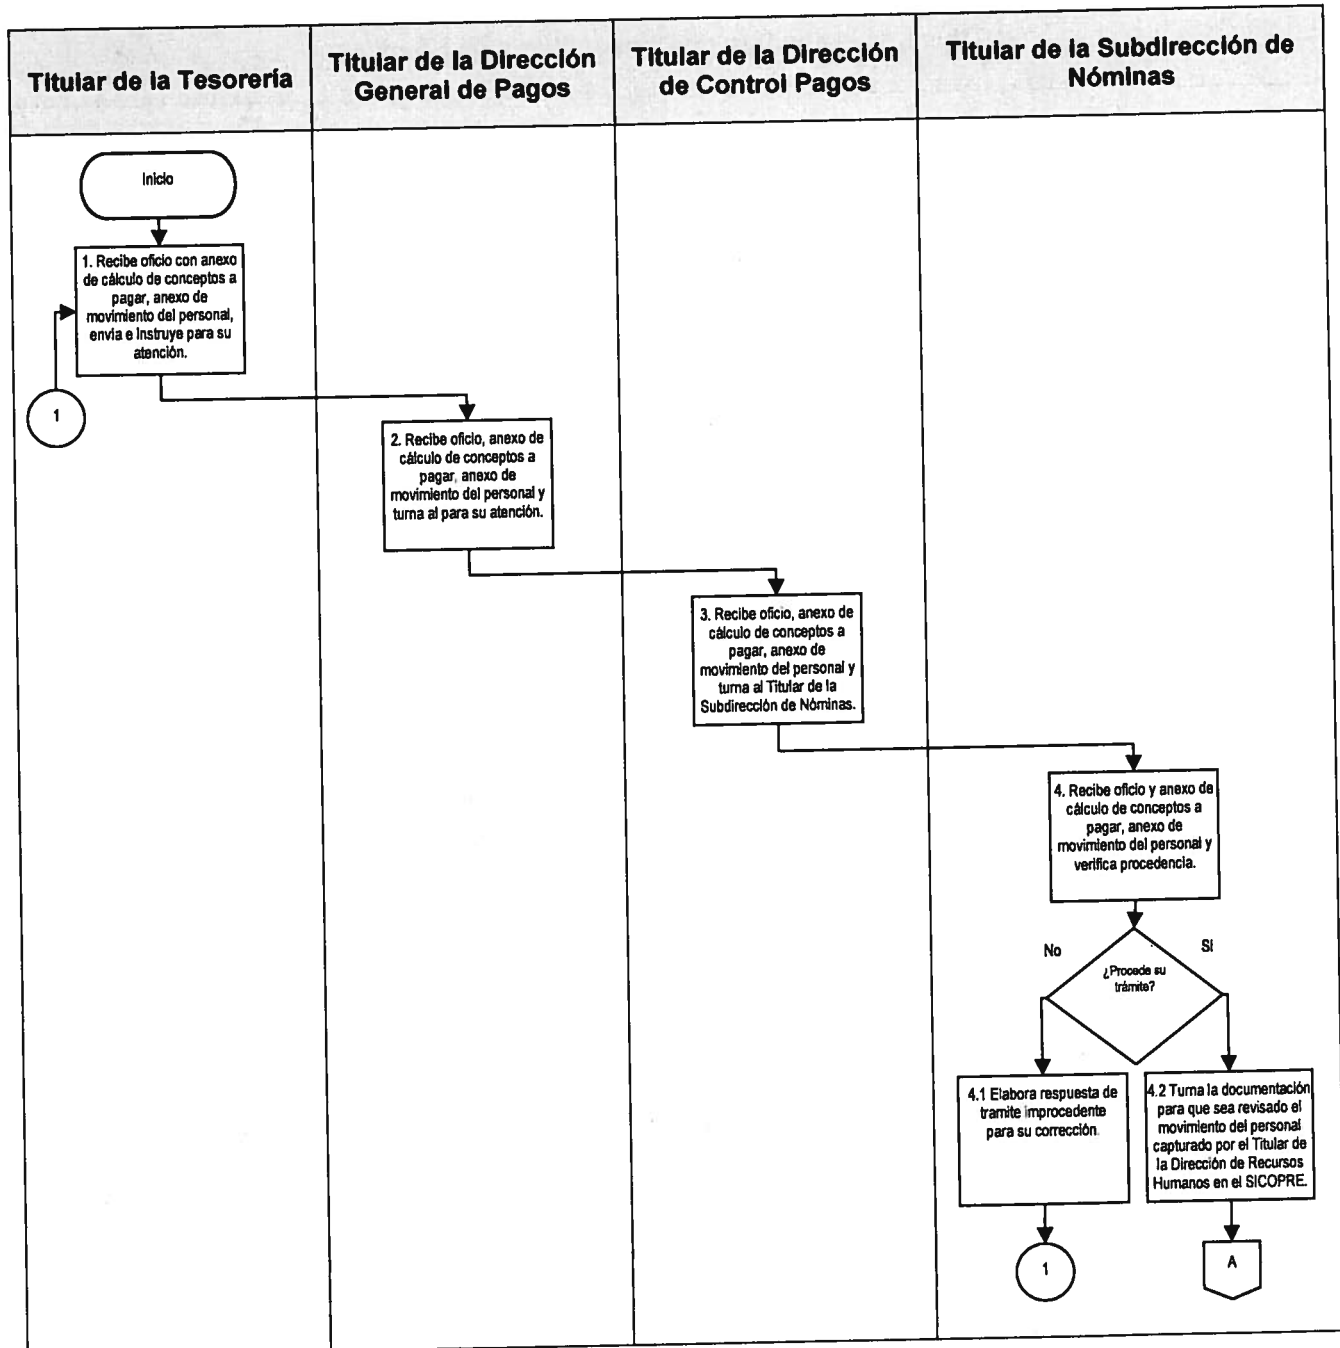 Titular de la Tesorería
Titular de la Dirección
General de Pagos
Titular de la Dirección
de Control Pagos
Titular de la Subdirección de
Nóminas
Inicio
1. Recibe oficio con anexo
de cálculo de conceptos a
pagar, anexo de
movimiento del personal,
envía e instruye para su
atención.
1
2. Recibe oficio, anexo de
cálculo de conceptos a
pagar, anexo de
movimiento del personal y
turna al para su atención.
3. Recibe oficio, anexo de
cálculo de conceptos a
pagar, anexo de
movimiento del personal y
turna al Titular de la
Subdirección de Nóminas.
4. Recibe oficio y anexo de
cálculo de conceptos a
pagar, anexo de
movimiento del personal y
verifica procedencia.
No
Si
¿Procede su
trámite?
4.1 Elabora respuesta de
tramite improcedente
para su corrección.
4.2 Turna la documentación
para que sea revisado el
movimiento del personal
capturado por el Titular de
la Dirección de Recursos
Humanos en el SICOPRE.
1
A